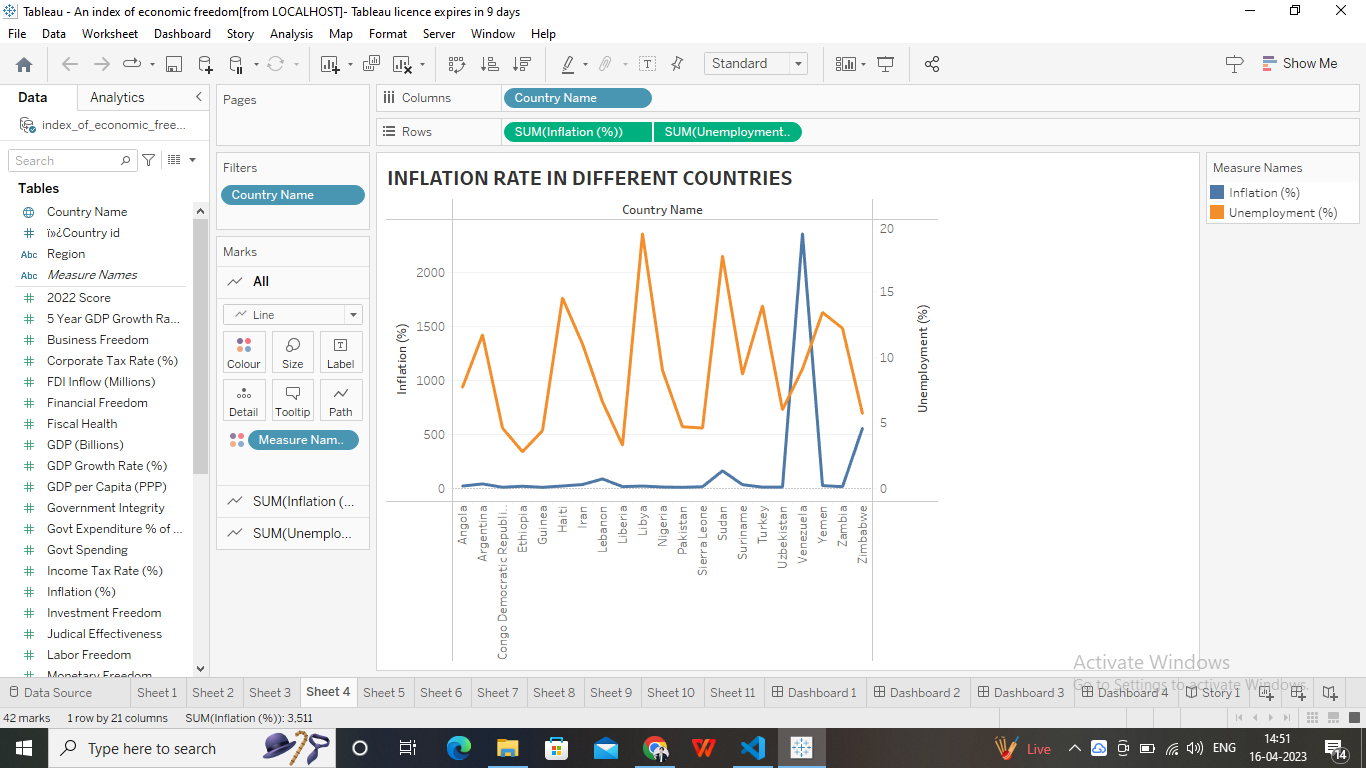 Tableau - An index of economic freedom[from LOCALHOST]- Tableau licence expires in 9 days
File Data Worksheet Dashboard Story Analysis Map Format Server Window Help
Standard
Show Me
Data Analytics
index_of_economic_free...
Search
Tables
Country Name
ï»¿Country id
Region
Measure Names
2022 Score
5 Year GDP Growth Ra...
Business Freedom
Corporate Tax Rate (%)
FDI Inflow (Millions)
Financial Freedom
Fiscal Health
GDP (Billions)
GDP Growth Rate (%)
GDP per Capita (PPP)
Government Integrity
Govt Expenditure % of ...
Govt Spending
Income Tax Rate (%)
Inflation (%)
Investment Freedom
Judical Effectiveness
Labor Freedom
Monetary Freedom
Abc
Abc
Pages
Filters
Country Name
Marks
All
Line
Colour Size Label
Detail Tooltip Path
Measure Nam..
SUM(Inflation (...
SUM(Unemplo...
Columns
Country Name
Rows
SUM(Inflation (%)) SUM(Unemployment..
INFLATION RATE IN DIFFERENT COUNTRIES
Country Name
Inflation (%)
2000
1500
1000
500
0
20
15
10
5
0
Unemployment (%)
Angola
Argentina
Congo Democratic Republi..
Ethiopia
Guinea
Haiti
Iran
Lebanon
Liberia
Libya
Nigeria
Pakistan
Sierra Leone
Sudan
Suriname
Turkey
Uzbekistan
Venezuela
Yemen
Zambia
Zimbabwe
Measure Names
Inflation (%)
Unemployment (%)
Activate Windows
Go to Settings to activate Windows.
Data Source Sheet 1 Sheet 2 Sheet 3 Sheet 4 Sheet 5 Sheet 6 Sheet 7 Sheet 8 Sheet 9 Sheet 10 Sheet 11 Dashboard 1 Dashboard 2 Dashboard 3 Dashboard 4 Story 1
42 marks 1 row by 21 columns SUM(Inflation (%)): 3,511
Type here to search
Live
ENG
14:51
16-04-2023
14